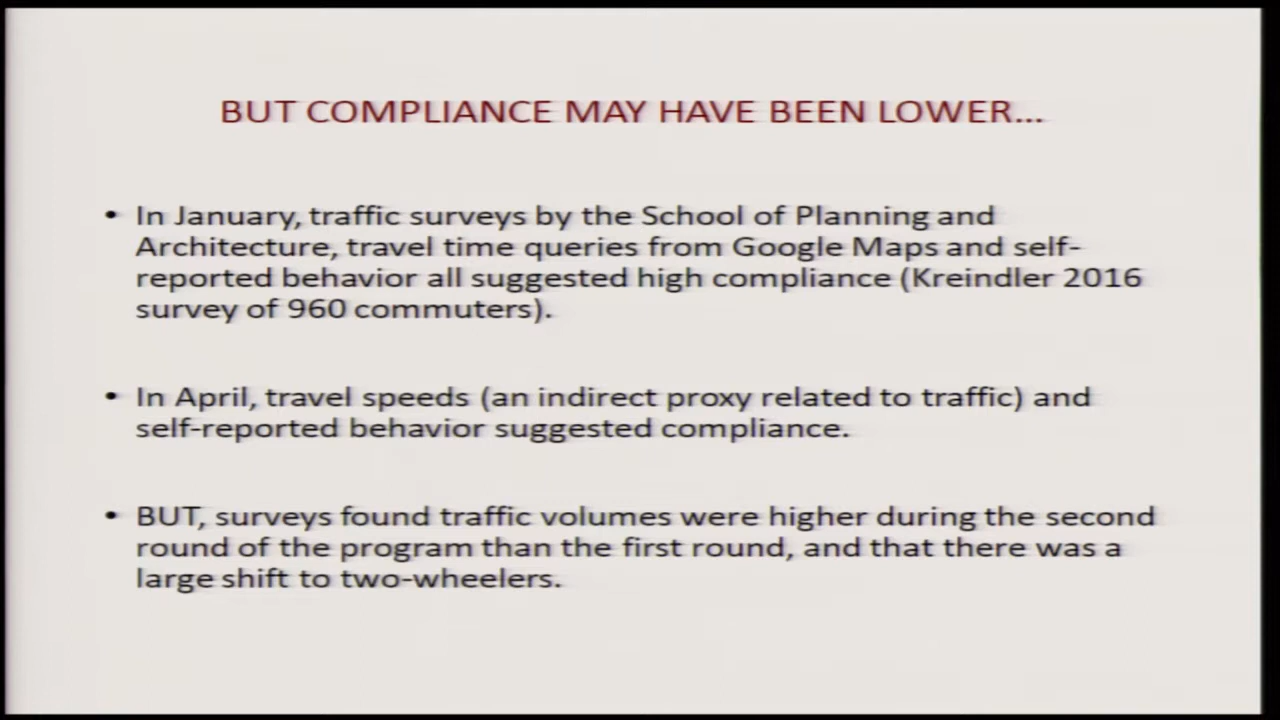 BUT COMPLIANCE MAY HAVE BEEN LOWER...
• In January, traffic surveys by the School of Planning and
Architecture, travel time queries from Google Maps and self-
reported behavior all suggested high compliance (Kreindler 2016
survey of 960 commuters).
• In April, travel speeds (an indirect proxy related to traffic) and
self-reported behavior suggested compliance.
• BUT, surveys found traffic volumes were higher during the second
round of the program than the first round, and that there was a
large shift to two-wheelers.